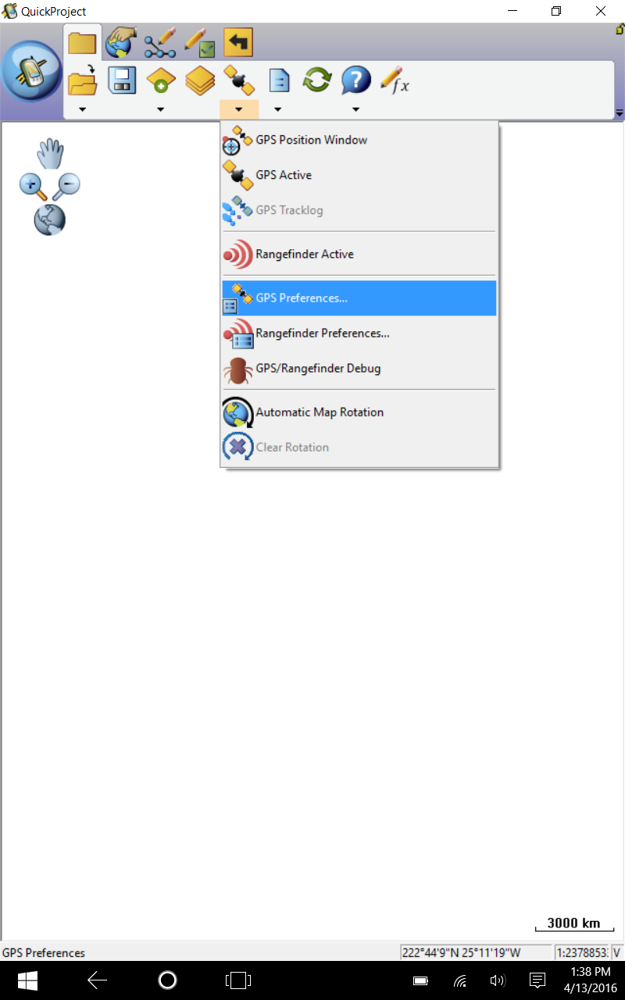 QuickProject
fx
GPS Position Window
GPS Active
GPS Tracklog
Rangefinder Active
GPS Preferences...
Rangefinder Preferences...
GPS/Rangefinder Debug
Automatic Map Rotation
Clear Rotation
3000 km
GPS Preferences
222°44'9"N 25°11'19"W
1:2378853
V
1:38 PM
4/13/2016